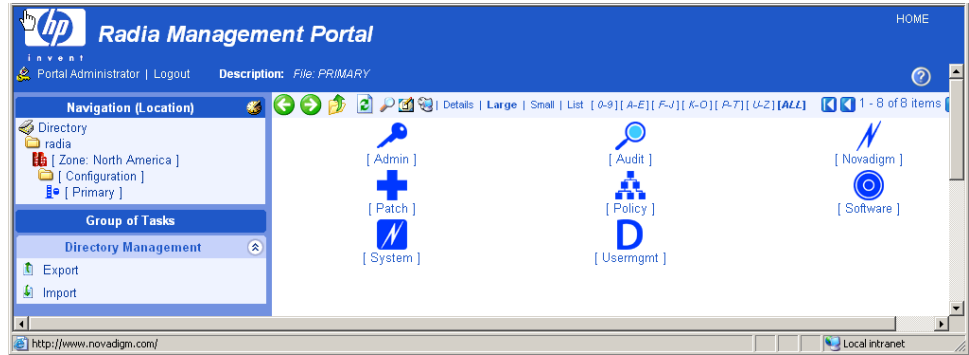 HOME
hp Radia Management Portal
invent
Portal Administrator | Logout Description: File: PRIMARY
?
Navigation (Location)
Details | Large | Small | List [ 0-9 ] [ A-E ] [ F-J ] [ K-O ] [ P-T ] [ U-Z ] [ALL]
1 - 8 of 8 items
Directory
radia
[ Zone: North America ]
[ Configuration ]
[ Primary ]
Group of Tasks
Directory Management
Export
Import
[ Admin ]
[ Audit ]
[ Novadigm ]
[ Patch ]
[ Policy ]
[ Software ]
[ System ]
D
[ Usermgmt ]
http://www.novadigm.com/
Local intranet